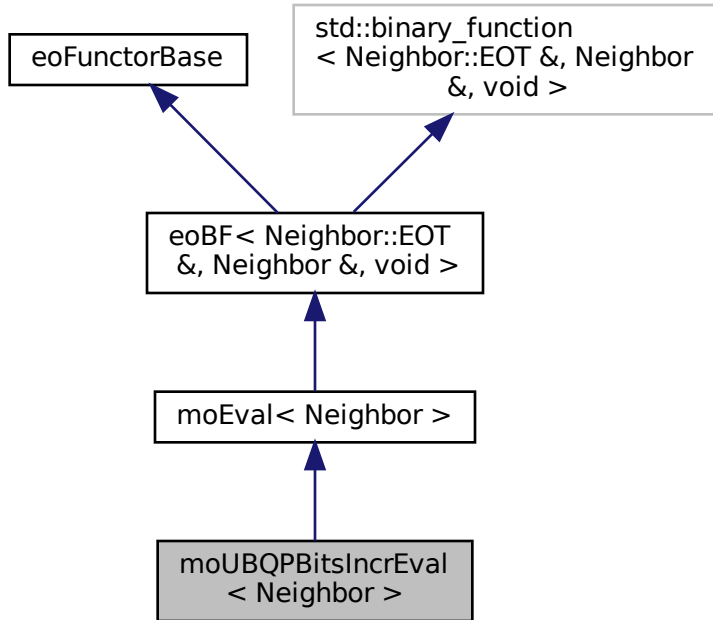 std::binary_function
< Neighbor::EOT &, Neighbor
&, void >
eoFunctorBase
eoBF< Neighbor::EOT
&, Neighbor &, void >
moEval< Neighbor >
moUBQPBitsIncrEval
< Neighbor >